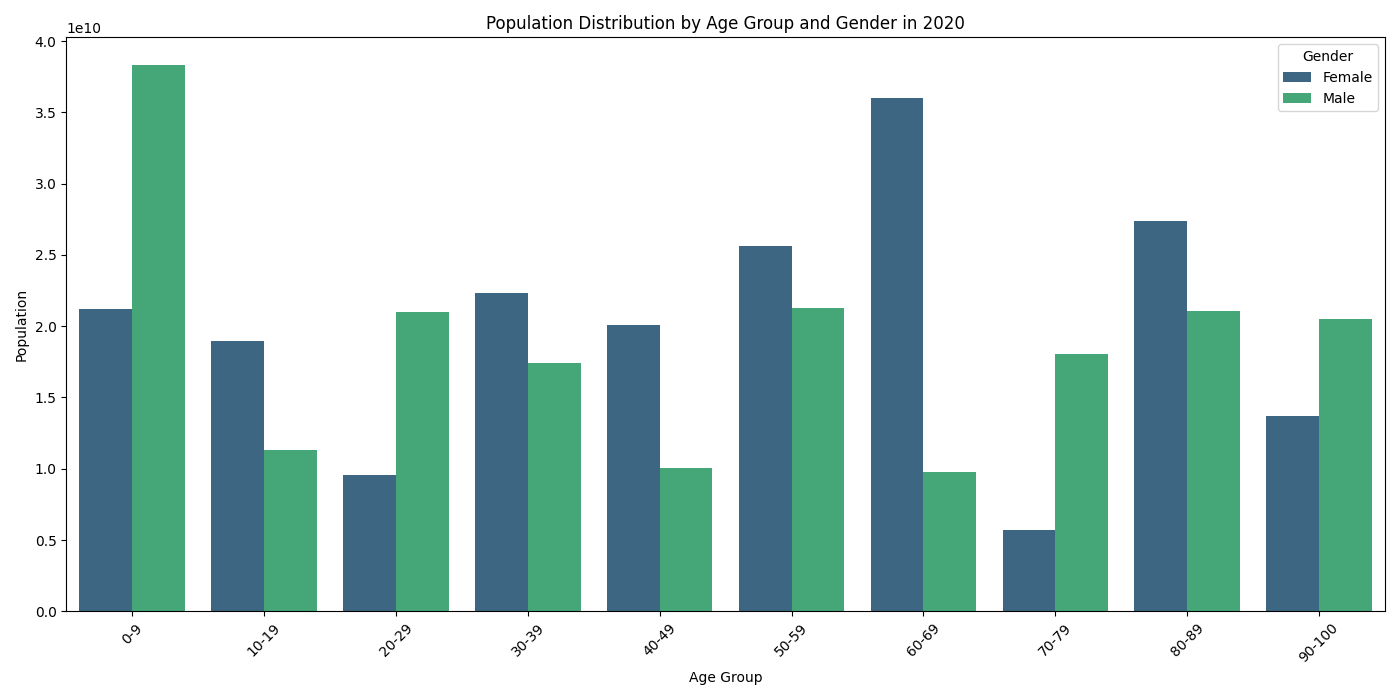 Population Distribution by Age Group and Gender in 2020
1e10
4.0
3.5
3.0
2.5
2.0
1.5
1.0
0.5
0.0
Population
Gender
Female
Male
0-9
10-19
20-29
30-39
40-49
50-59
60-69
70-79
80-89
90-100
Age Group